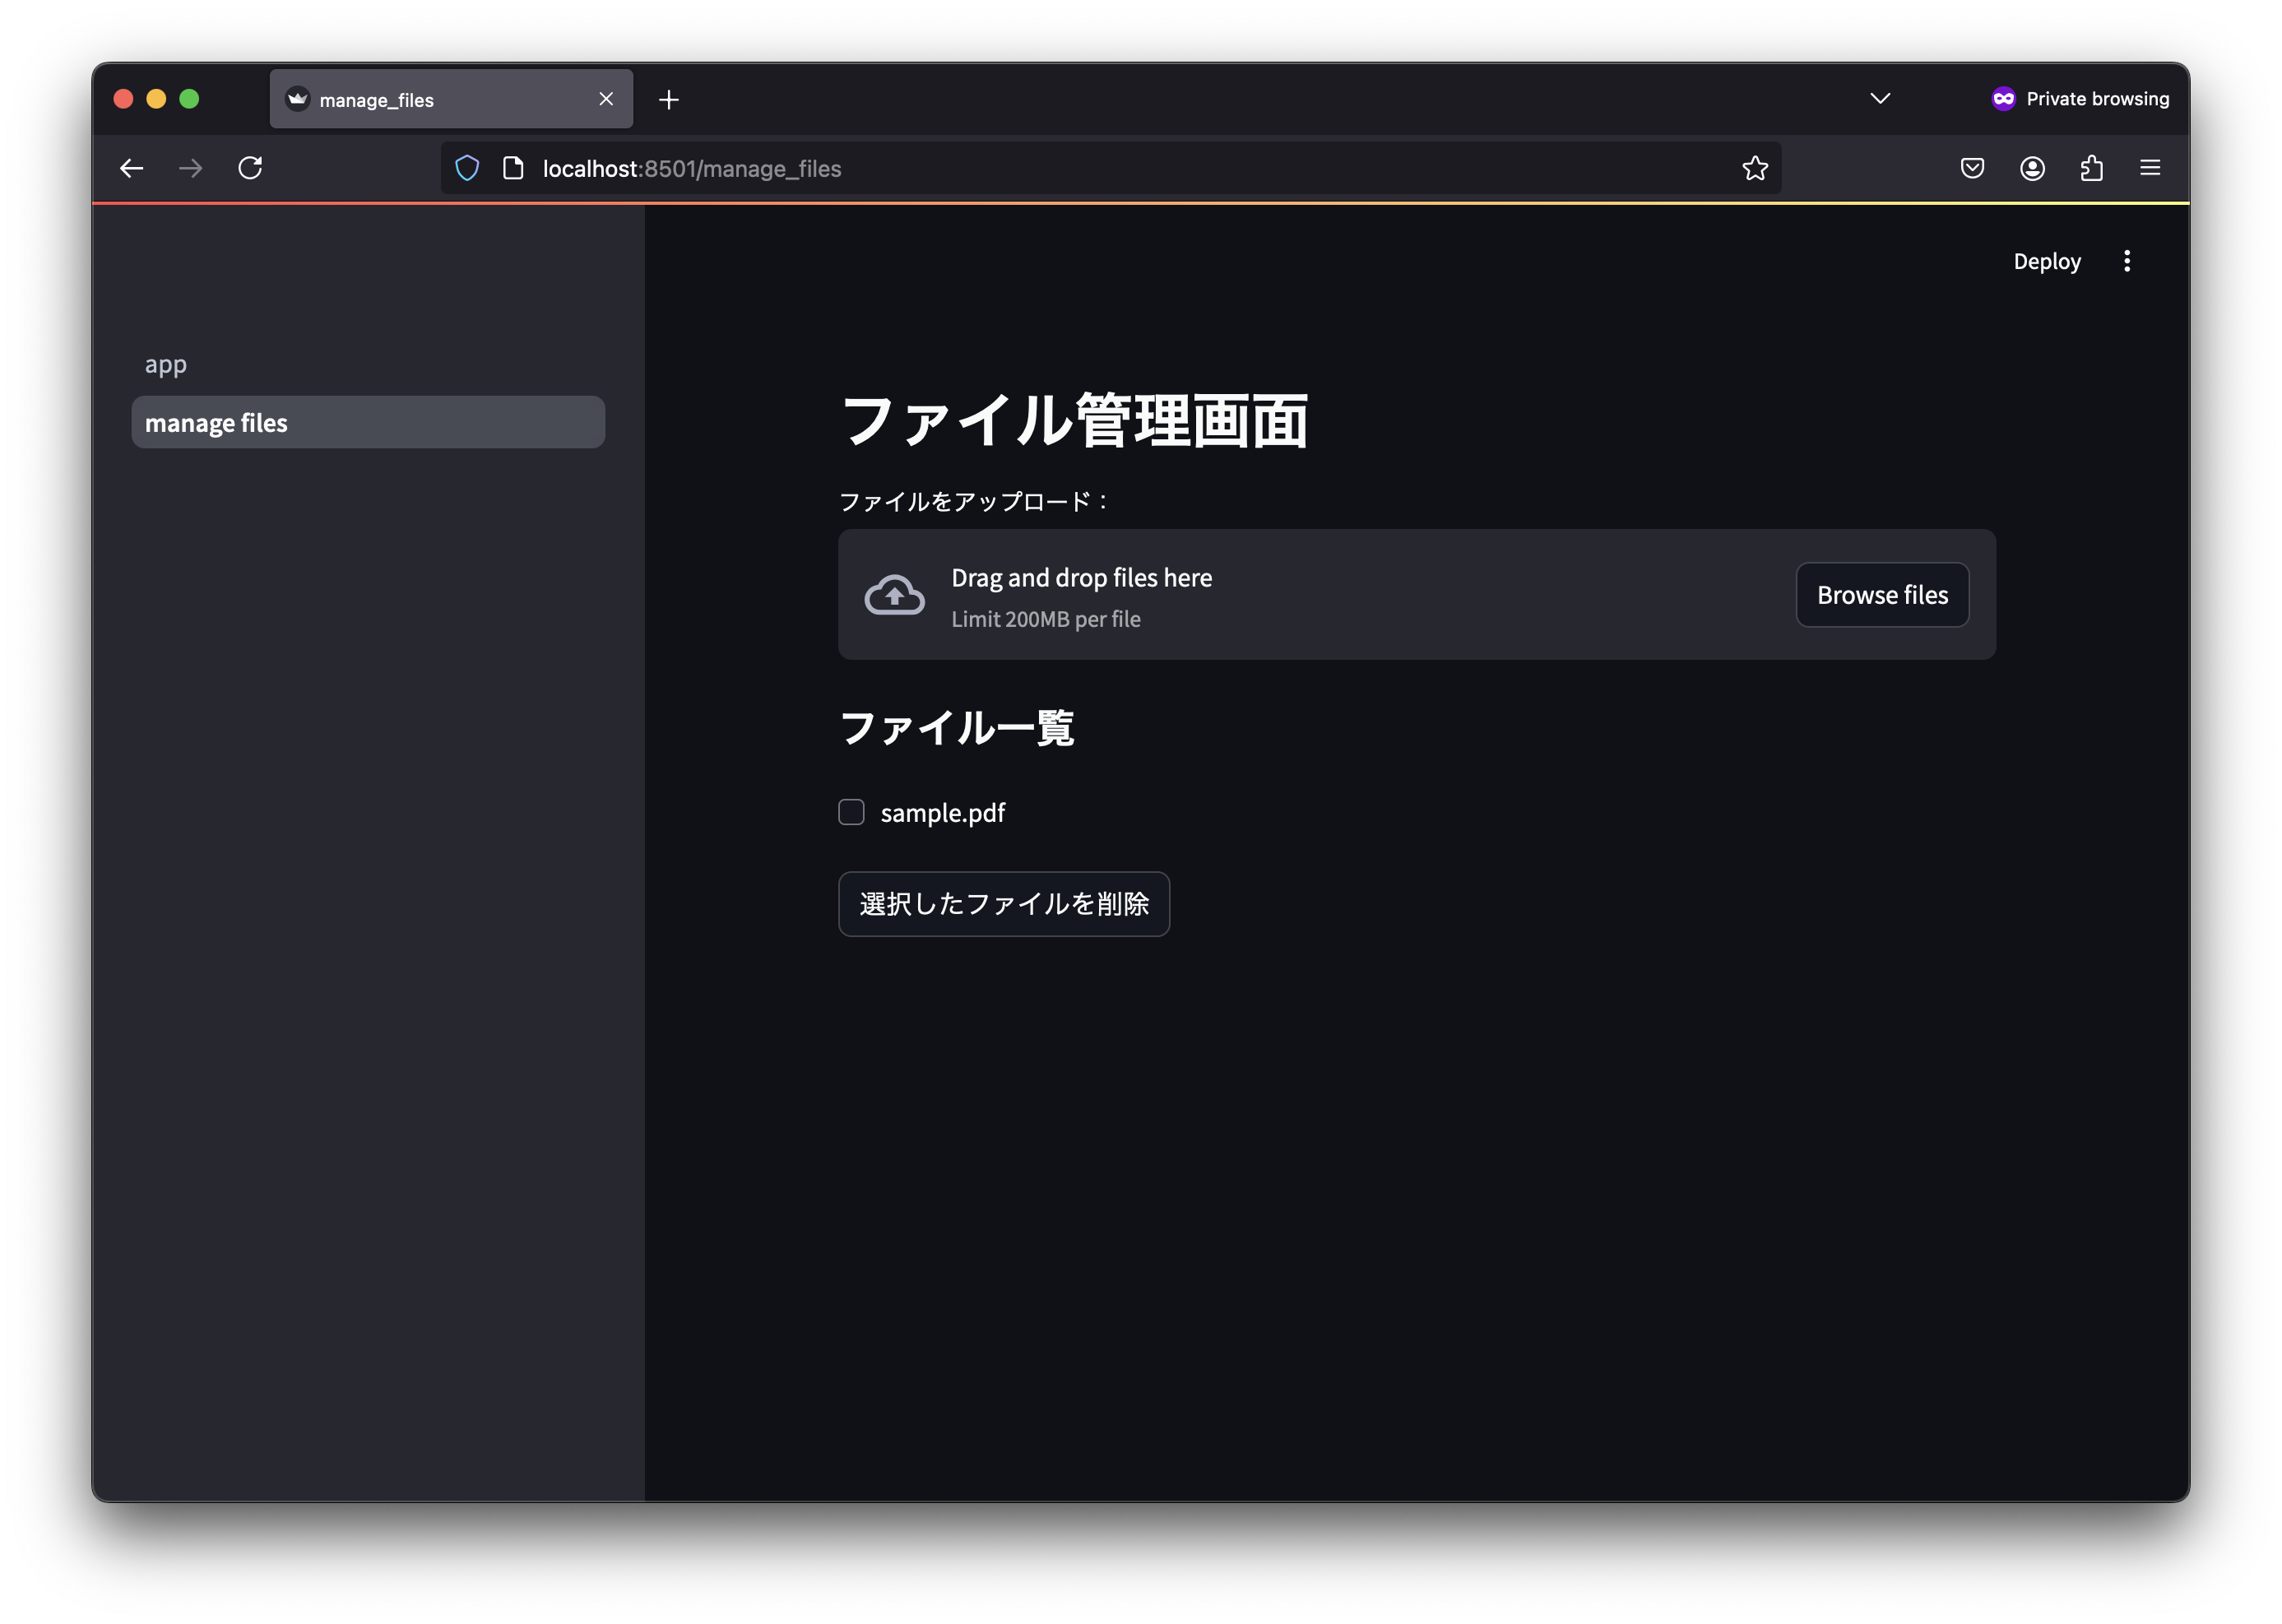 manage_files
Private browsing
localhost:8501/manage_files
Deploy
app
manage files
ファイル管理画面
ファイルをアップロード：
Drag and drop files here
Limit 200MB per file
Browse files
ファイル一覧
sample.pdf
選択したファイルを削除